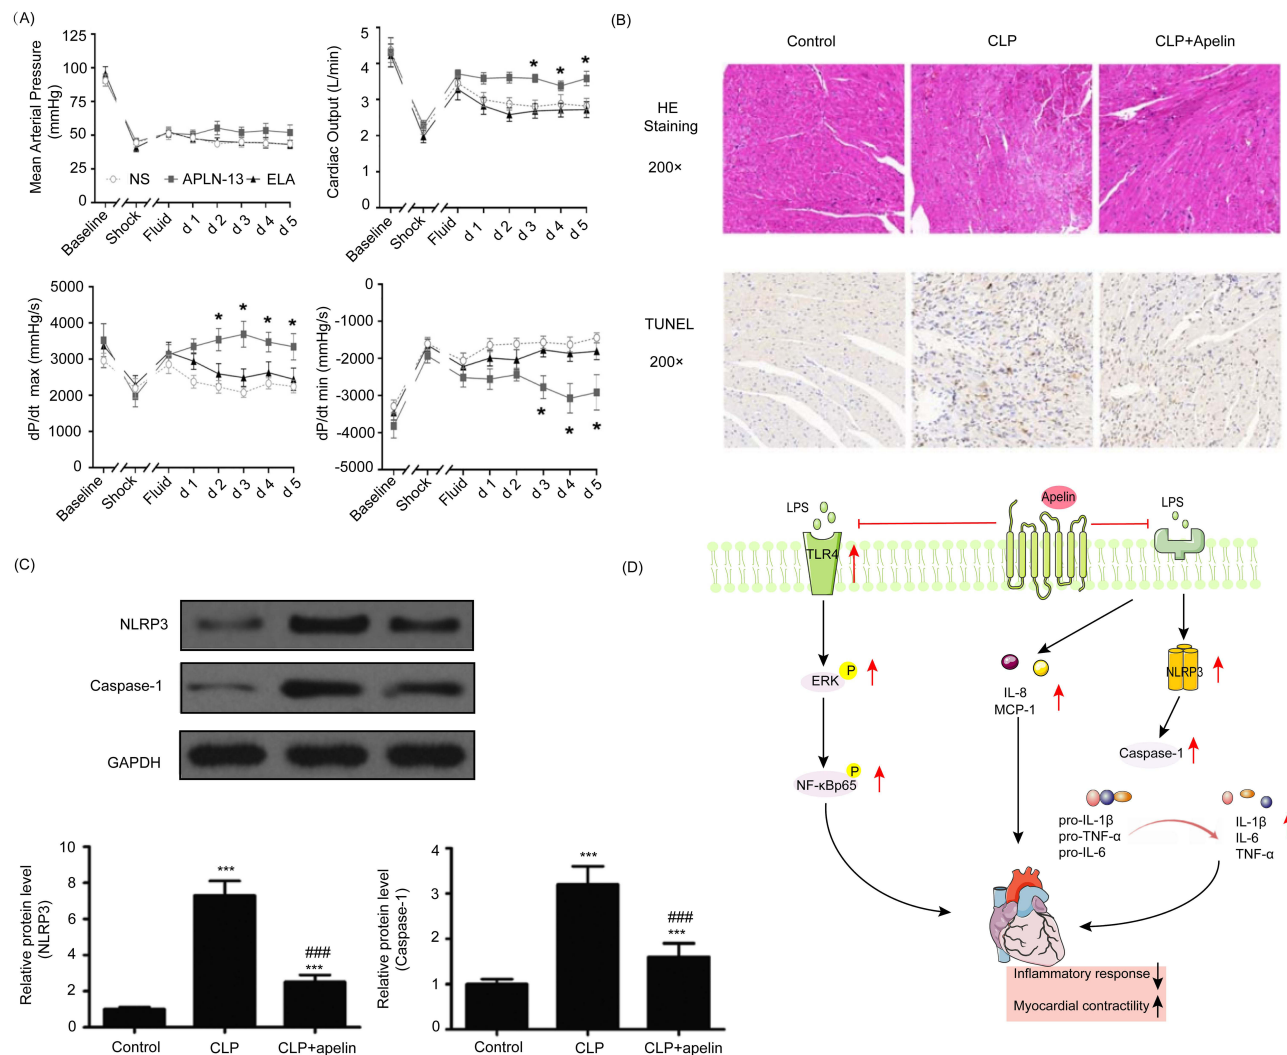 (A)
125
100
75
50
25
0
Mean Arterial Pressure
(mmHg)
NS
APLN-13
ELA
Baseline
Shock
Fluid
d 1
d 2
d 3
d 4
d 5
5
4
3
2
1
0
Cardiac Output (L/min)
*
*
*
Baseline
Shock
Fluid
d 1
d 2
d 3
d 4
d 5
5000
4000
3000
2000
1000
0
dP/dt max (mmHg/s)
*
*
*
*
Baseline
Shock
Fluid
d 1
d 2
d 3
d 4
d 5
0
-1000
-2000
-3000
-4000
-5000
dP/dt min (mmHg/s)
*
*
*
Baseline
Shock
Fluid
d 1
d 2
d 3
d 4
d 5
(B)
Control
CLP
CLP+Apelin
HE
Staining
200×
TUNEL
200×
(C)
NLRP3
Caspase-1
GAPDH
10
8
6
4
2
0
Relative protein level
(NLRP3)
***
###
***
Control
CLP
CLP+apelin
4
3
2
1
0
Relative protein level
(Caspase-1)
***
###
***
Control
CLP
CLP+apelin
(D)
LPS
Apelin
LPS
TLR4
ERK
P
IL-8
MCP-1
NLRP3
Caspase-1
NF-κBp65
P
pro-IL-1β
pro-TNF-α
pro-IL-6
IL-1β
IL-6
TNF-α
Inflammatory response
Myocardial contractility